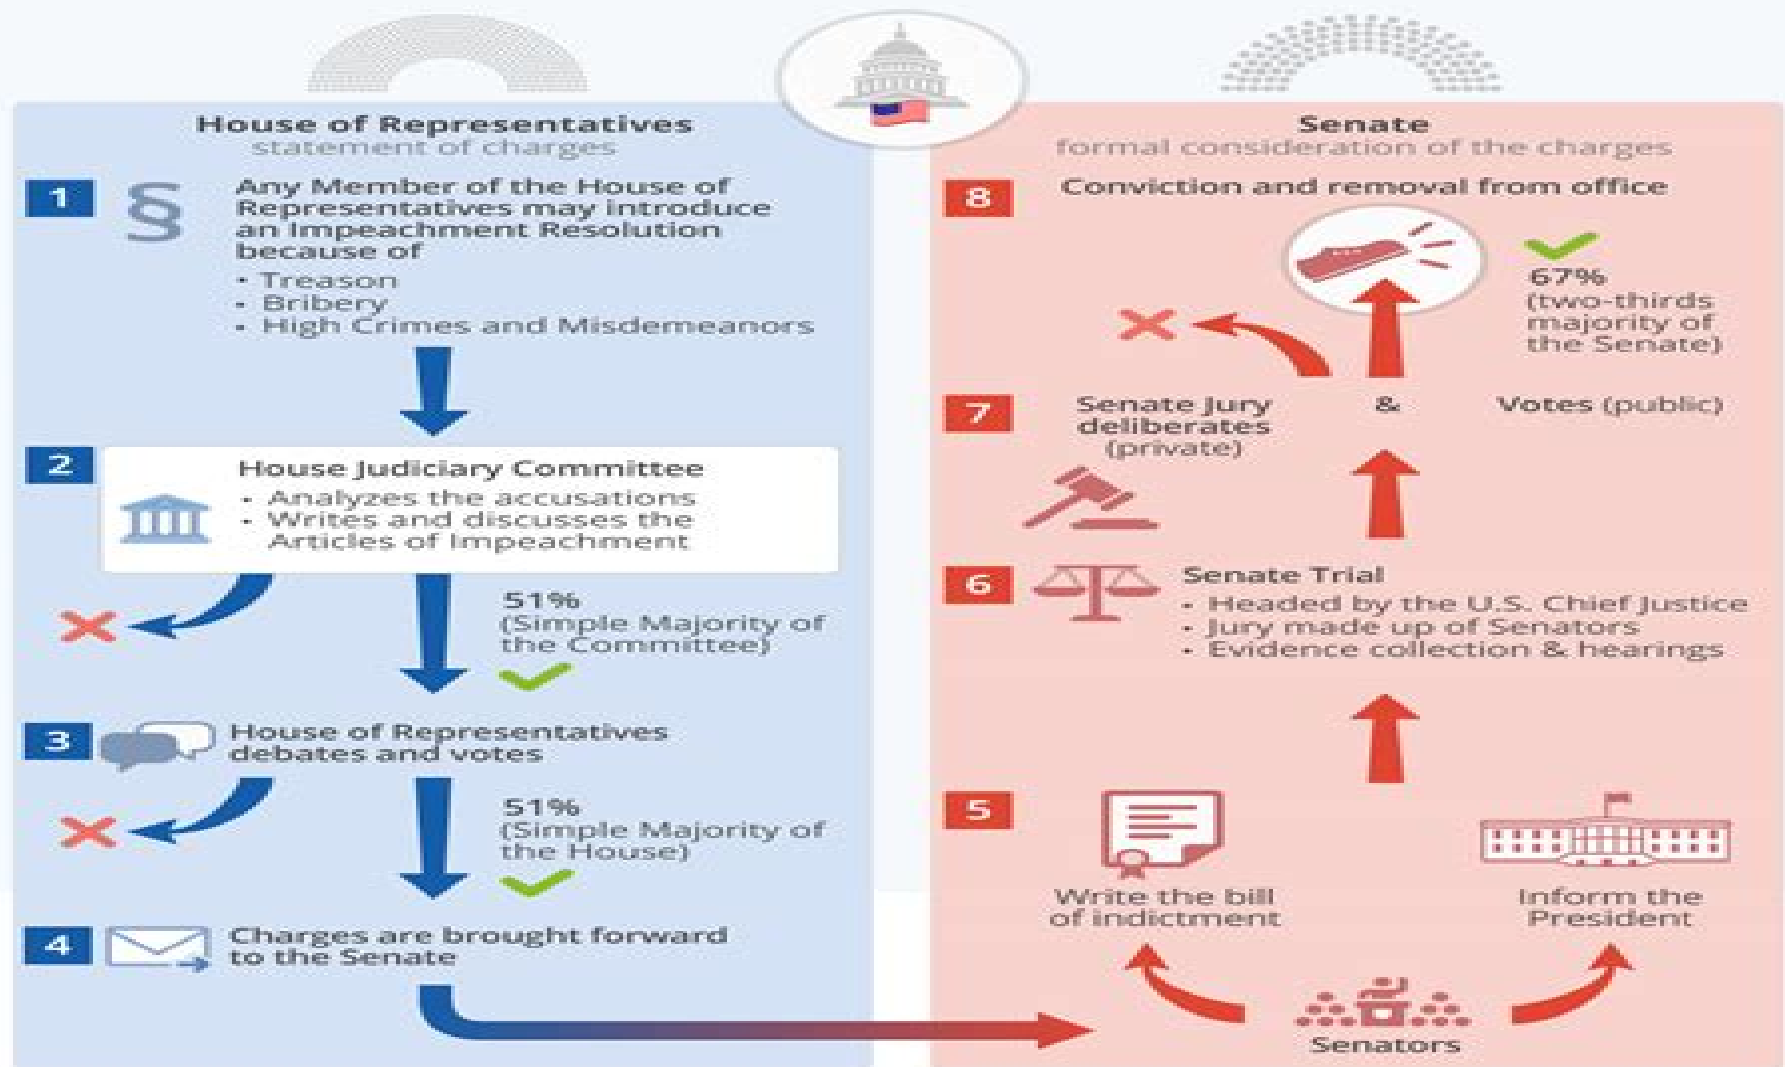 House of Representatives
statement of charges
1
Any Member of the House of
Representatives may introduce
an Impeachment Resolution
because of
• Treason
• Bribery
• High Crimes and Misdemeanors
2
House Judiciary Committee
• Analyzes the accusations
• Writes and discusses the
Articles of Impeachment
51%
(Simple Majority of
the Committee)
3
House of Representatives
debates and votes
51%
(Simple Majority of
the House)
4
Charges are brought forward
to the Senate
Senate
formal consideration of the charges
8
Conviction and removal from office
67%
(two-thirds
majority of
the Senate)
7
Senate Jury
deliberates
(private)
&
Votes (public)
6
Senate Trial
• Headed by the U.S. Chief Justice
• Jury made up of Senators
• Evidence collection & hearings
5
Write the bill
of indictment
Inform the
President
Senators